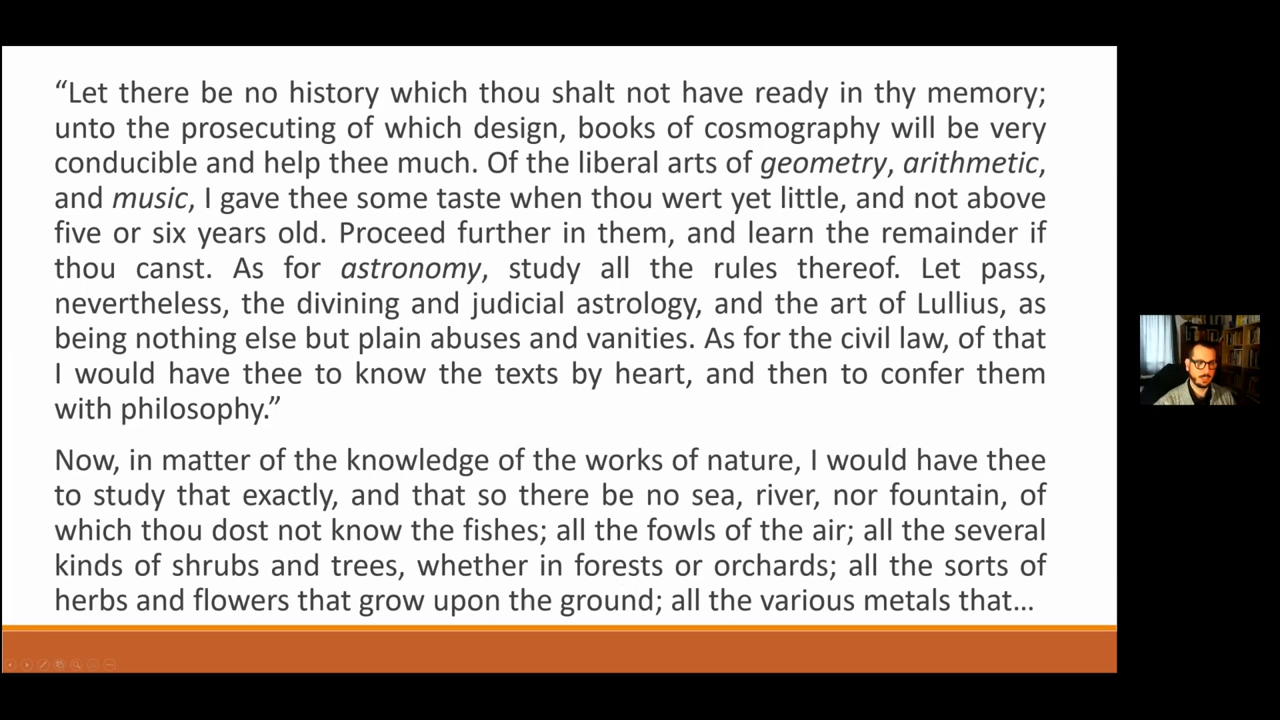 “Let there be no history which thou shalt not have ready in thy memory;
unto the prosecuting of which design, books of cosmography will be very
conducible and help thee much. Of the liberal arts of geometry, arithmetic,
and music, I gave thee some taste when thou wert yet little, and not above
five or six years old. Proceed further in them, and learn the remainder if
thou canst. As for astronomy, study all the rules thereof. Let pass,
nevertheless, the divining and judicial astrology, and the art of Lullius, as
being nothing else but plain abuses and vanities. As for the civil law, of that
I would have thee to know the texts by heart, and then to confer them
with philosophy.”
Now, in matter of the knowledge of the works of nature, I would have thee
to study that exactly, and that so there be no sea, river, nor fountain, of
which thou dost not know the fishes; all the fowls of the air; all the several
kinds of shrubs and trees, whether in forests or orchards; all the sorts of
herbs and flowers that grow upon the ground; all the various metals that…